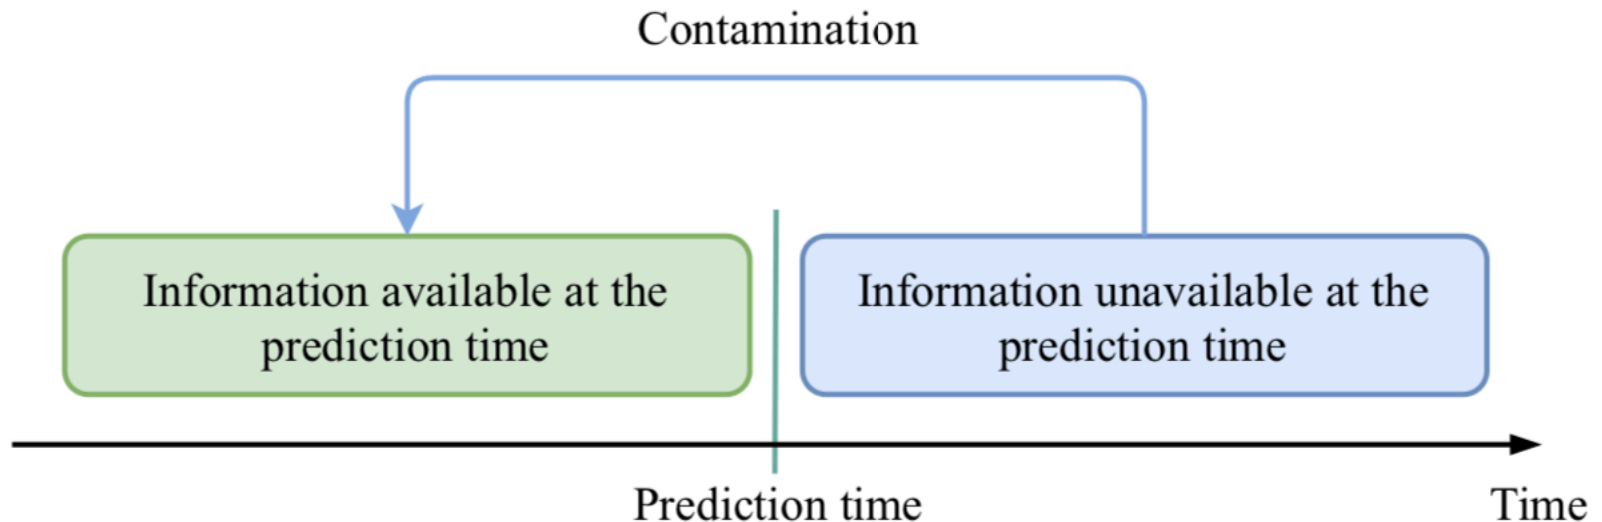 Contamination
Information available at the
prediction time
Information unavailable at the
prediction time
Prediction time
Time